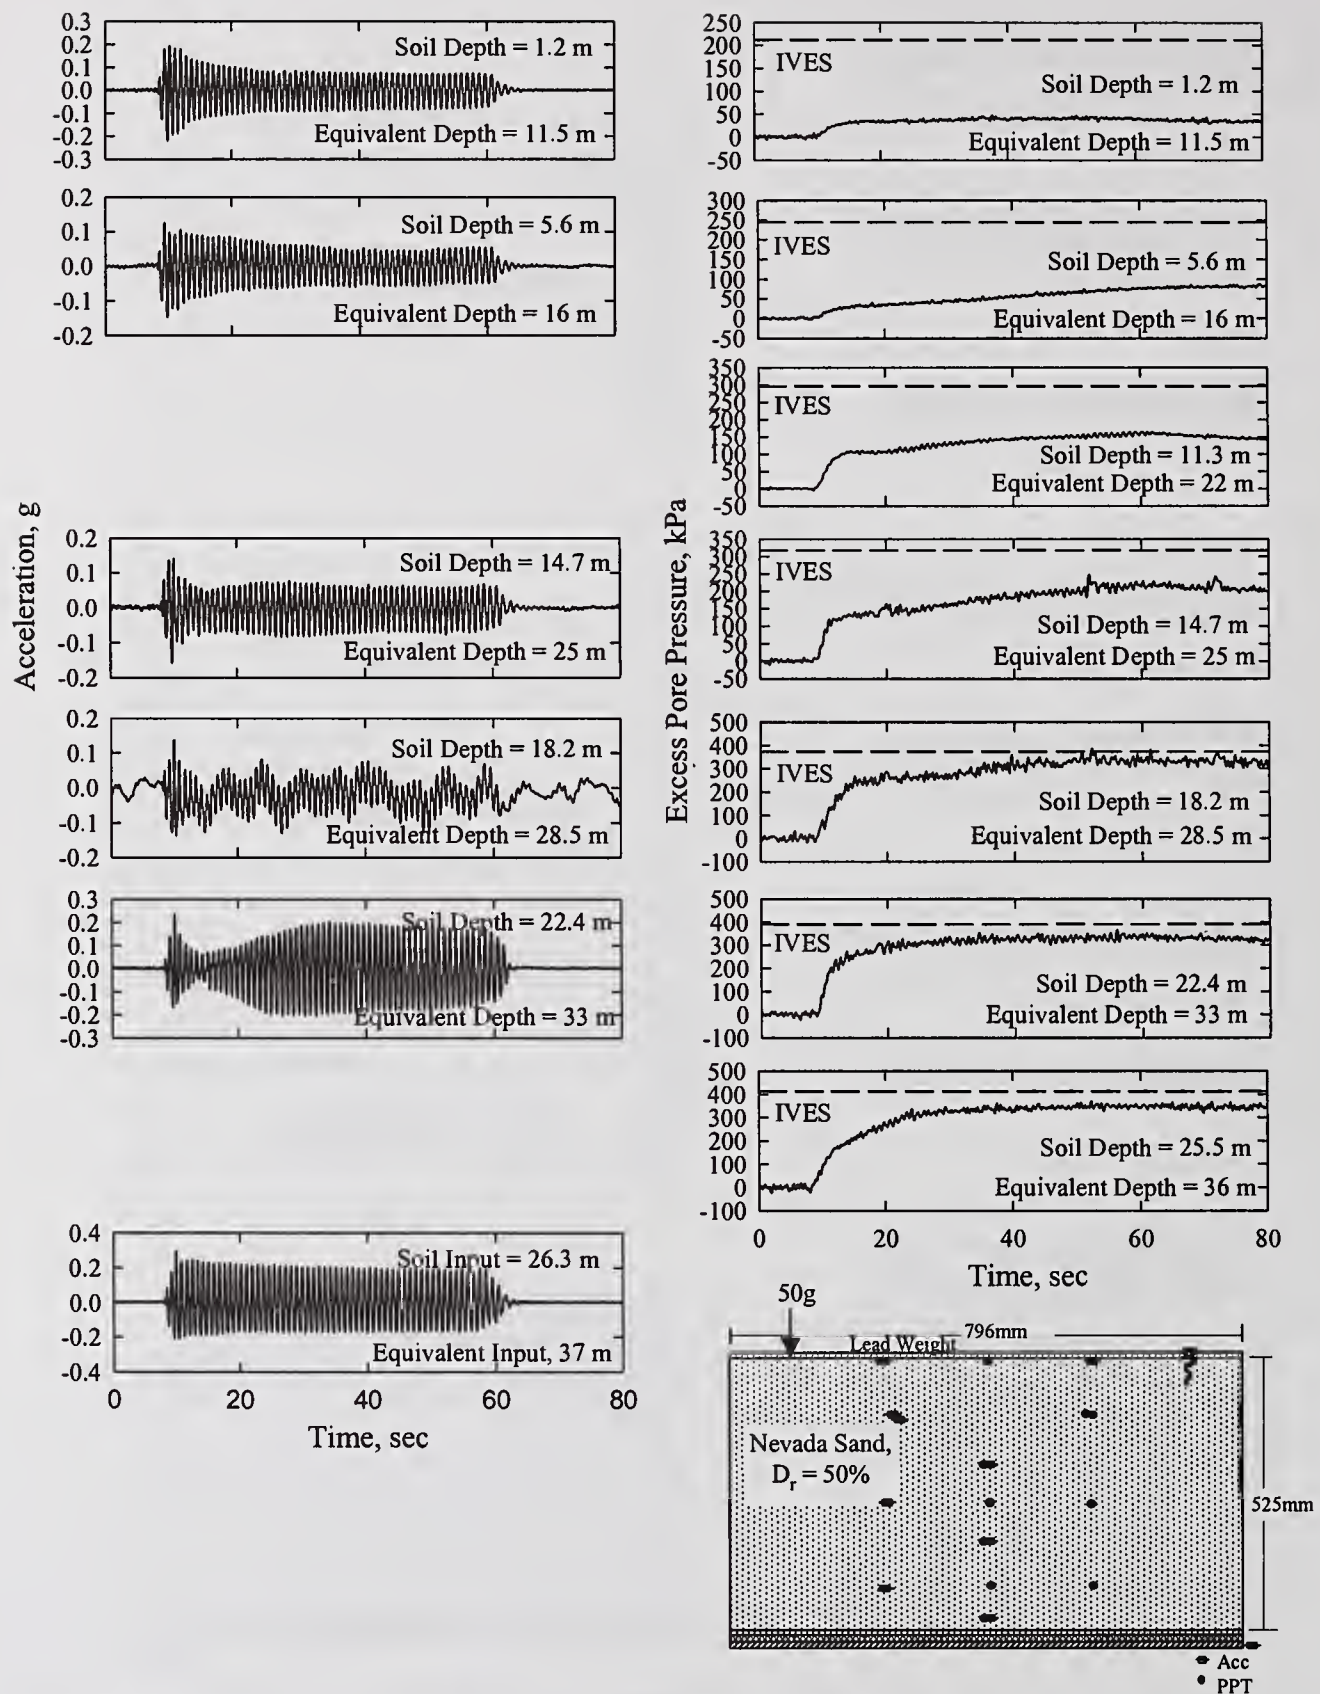 0.3
0.2
0.1
0.0
-0.1
-0.2
-0.3
Soil Depth = 1.2 m
Equivalent Depth = 11.5 m
0.2
0.1
0.0
-0.1
-0.2
Soil Depth = 5.6 m
Equivalent Depth = 16 m
Acceleration, g
0.2
0.1
0.0
-0.1
-0.2
Soil Depth = 14.7 m
Equivalent Depth = 25 m
0.2
0.1
0.0
-0.1
-0.2
Soil Depth = 18.2 m
Equivalent Depth = 28.5 m
0.3
0.2
0.1
0.0
-0.1
-0.2
-0.3
Soil Depth = 22.4 m
Equivalent Depth = 33 m
0.4
0.2
0.0
-0.2
-0.4
Soil Input = 26.3 m
Equivalent Input, 37 m
0 20 40 60 80
Time, sec
250
200
150
100
50
0
-50
IVES
Soil Depth = 1.2 m
Equivalent Depth = 11.5 m
300
250
200
150
100
50
0
-50
IVES
Soil Depth = 5.6 m
Equivalent Depth = 16 m
350
300
250
200
150
100
50
0
-50
IVES
Soil Depth = 11.3 m
Equivalent Depth = 22 m
Excess Pore Pressure, kPa
350
300
250
200
150
100
50
0
-50
IVES
Soil Depth = 14.7 m
Equivalent Depth = 25 m
500
400
300
200
100
0
-100
IVES
Soil Depth = 18.2 m
Equivalent Depth = 28.5 m
500
400
300
200
100
0
-100
IVES
Soil Depth = 22.4 m
Equivalent Depth = 33 m
500
400
300
200
100
0
-100
IVES
Soil Depth = 25.5 m
Equivalent Depth = 36 m
0 20 40 60 80
Time, sec
50g
796mm
Lead Weight
Nevada Sand,
Dr = 50%
525mm
Acc
PPT